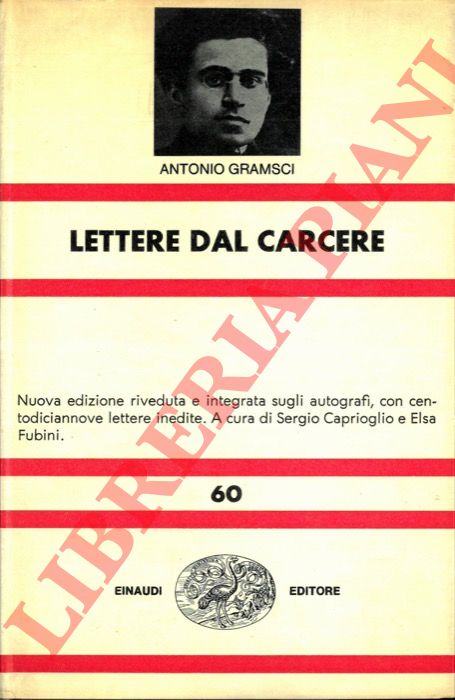 ANTONIO GRAMSCI
LETTERE DAL CARCERE
Nuova edizione riveduta e integrata sugli autografi, con cen-
todiciannove lettere inedite. A cura di Sergio Caprioglio e Elsa
Fubini.
60
EINAUDI EDITORE
LIBRERIA PIANI